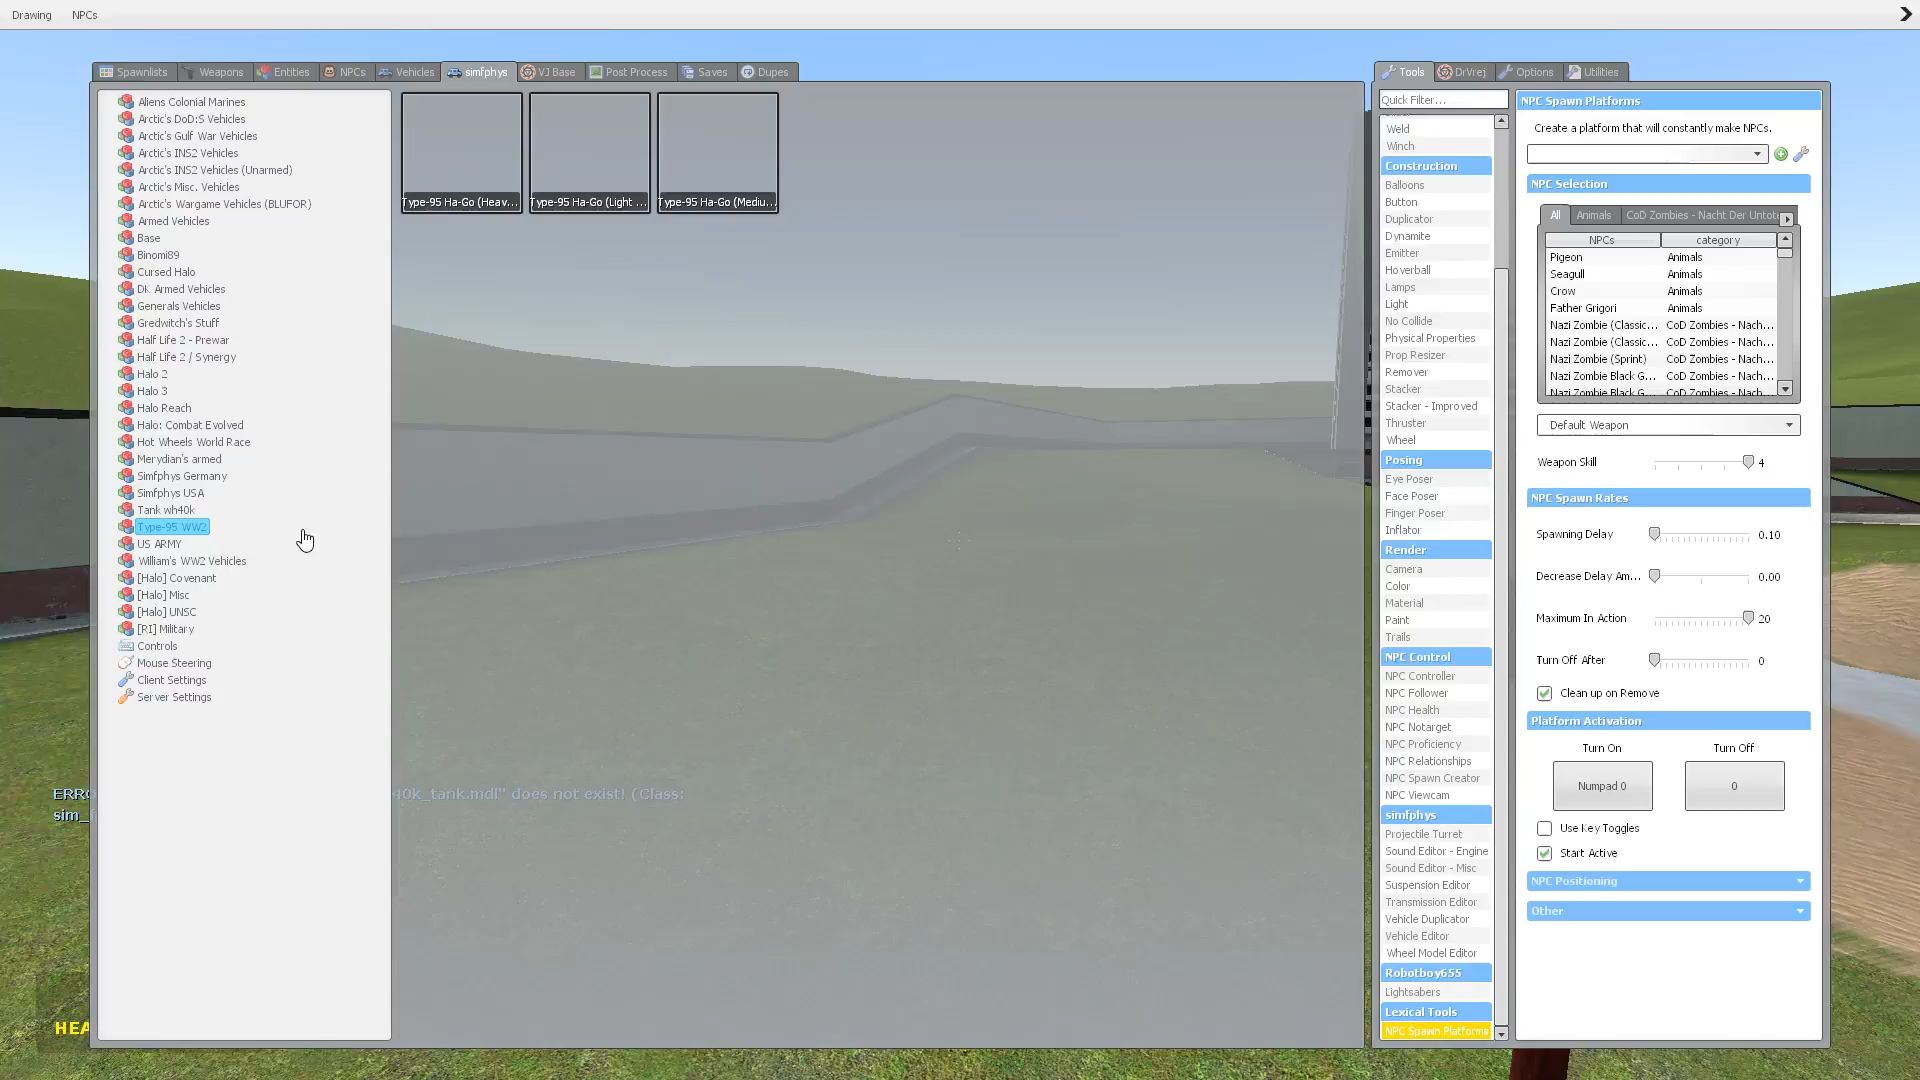 Drawing NPCs
Spawnlists Weapons Entities NPCs Vehicles simfphys VJ Base Post Process Saves Dupes
Aliens Colonial Marines
Arctic's DoD:S Vehicles
Arctic's Gulf War Vehicles
Arctic's INS2 Vehicles
Arctic's INS2 Vehicles (Unarmed)
Arctic's Misc. Vehicles
Arctic's Wargame Vehicles (BLUFOR)
Armed Vehicles
Base
Binomi89
Cursed Halo
DK Armed Vehicles
Generals Vehicles
Gredwitch's Stuff
Half Life 2 - Prewar
Half Life 2 / Synergy
Halo 2
Halo 3
Halo Reach
Halo: Combat Evolved
Hot Wheels World Race
Merydian's armed
Simfphys Germany
Simfphys USA
Tank wh40k
Type-95 WW2
US ARMY
William's WW2 Vehicles
[Halo] Covenant
[Halo] Misc
[Halo] UNSC
[RI] Military
Controls
Mouse Steering
Client Settings
Server Settings
Type-95 Ha-Go (Heav... Type-95 Ha-Go (Light ... Type-95 Ha-Go (Mediu...
ERRO 40k_tank.mdl" does not exist! (Class:
sim_
HEA
Tools DrVrej Options Utilities
Quick Filter...
Weld
Winch
Construction
Balloons
Button
Duplicator
Dynamite
Emitter
Hoverball
Lamps
Light
No Collide
Physical Properties
Prop Resizer
Remover
Stacker
Stacker - Improved
Thruster
Wheel
Posing
Eye Poser
Face Poser
Finger Poser
Inflator
Render
Camera
Color
Material
Paint
Trails
NPC Control
NPC Controller
NPC Follower
NPC Health
NPC Notarget
NPC Proficiency
NPC Relationships
NPC Spawn Creator
NPC Viewcam
simfphys
Projectile Turret
Sound Editor - Engine
Sound Editor - Misc
Suspension Editor
Transmission Editor
Vehicle Duplicator
Vehicle Editor
Wheel Model Editor
Robotboy655
Lightsabers
Lexical Tools
NPC Spawn Platforms
NPC Spawn Platforms
Create a platform that will constantly make NPCs.
NPC Selection
All Animals CoD Zombies - Nacht Der Untote
NPCs category
Pigeon Animals
Seagull Animals
Crow Animals
Father Grigori Animals
Nazi Zombie (Classic... CoD Zombies - Nach...
Nazi Zombie (Classic... CoD Zombies - Nach...
Nazi Zombie (Sprint) CoD Zombies - Nach...
Nazi Zombie Black G... CoD Zombies - Nach...
Nazi Zombie Black G... CoD Zombies - Nach...
Default Weapon
Weapon Skill 4
NPC Spawn Rates
Spawning Delay 0.10
Decrease Delay Am... 0.00
Maximum In Action 20
Turn Off After 0
Clean up on Remove
Platform Activation
Turn On Turn Off
Numpad 0 0
Use Key Toggles
Start Active
NPC Positioning
Other